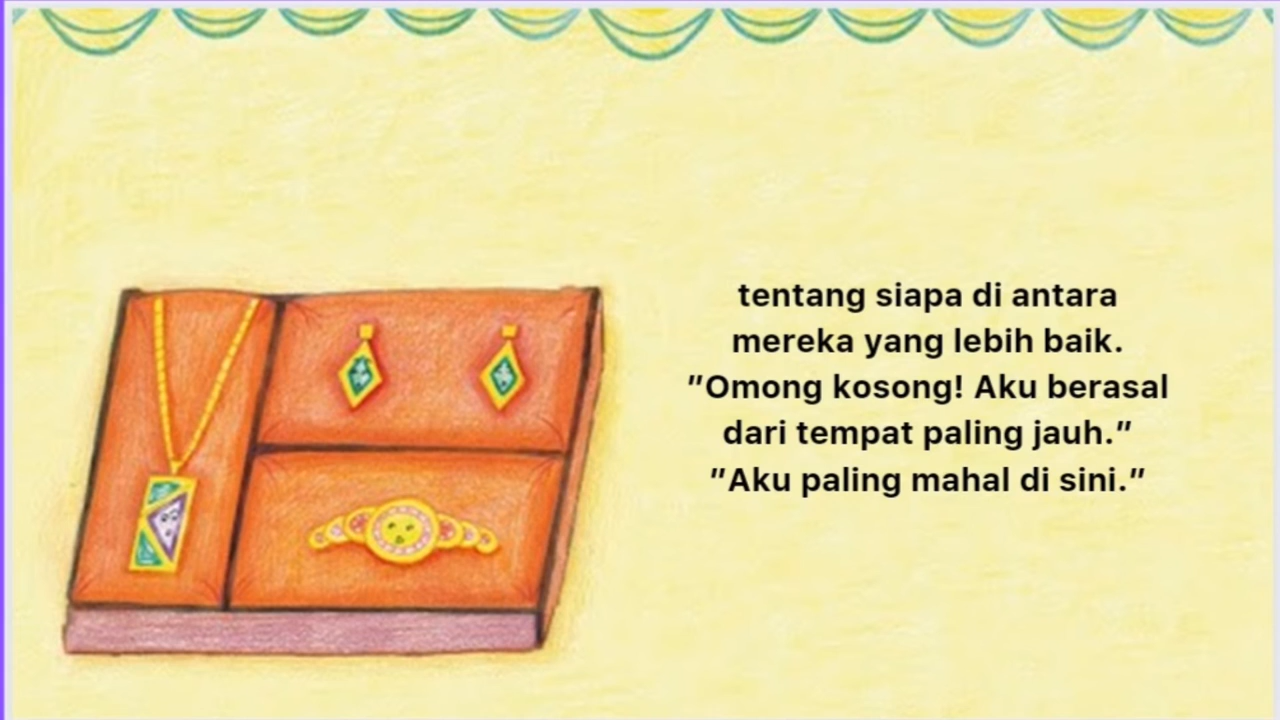 tentang siapa di antara
mereka yang lebih baik.
"Omong kosong! Aku berasal
dari tempat paling jauh."
"Aku paling mahal di sini."